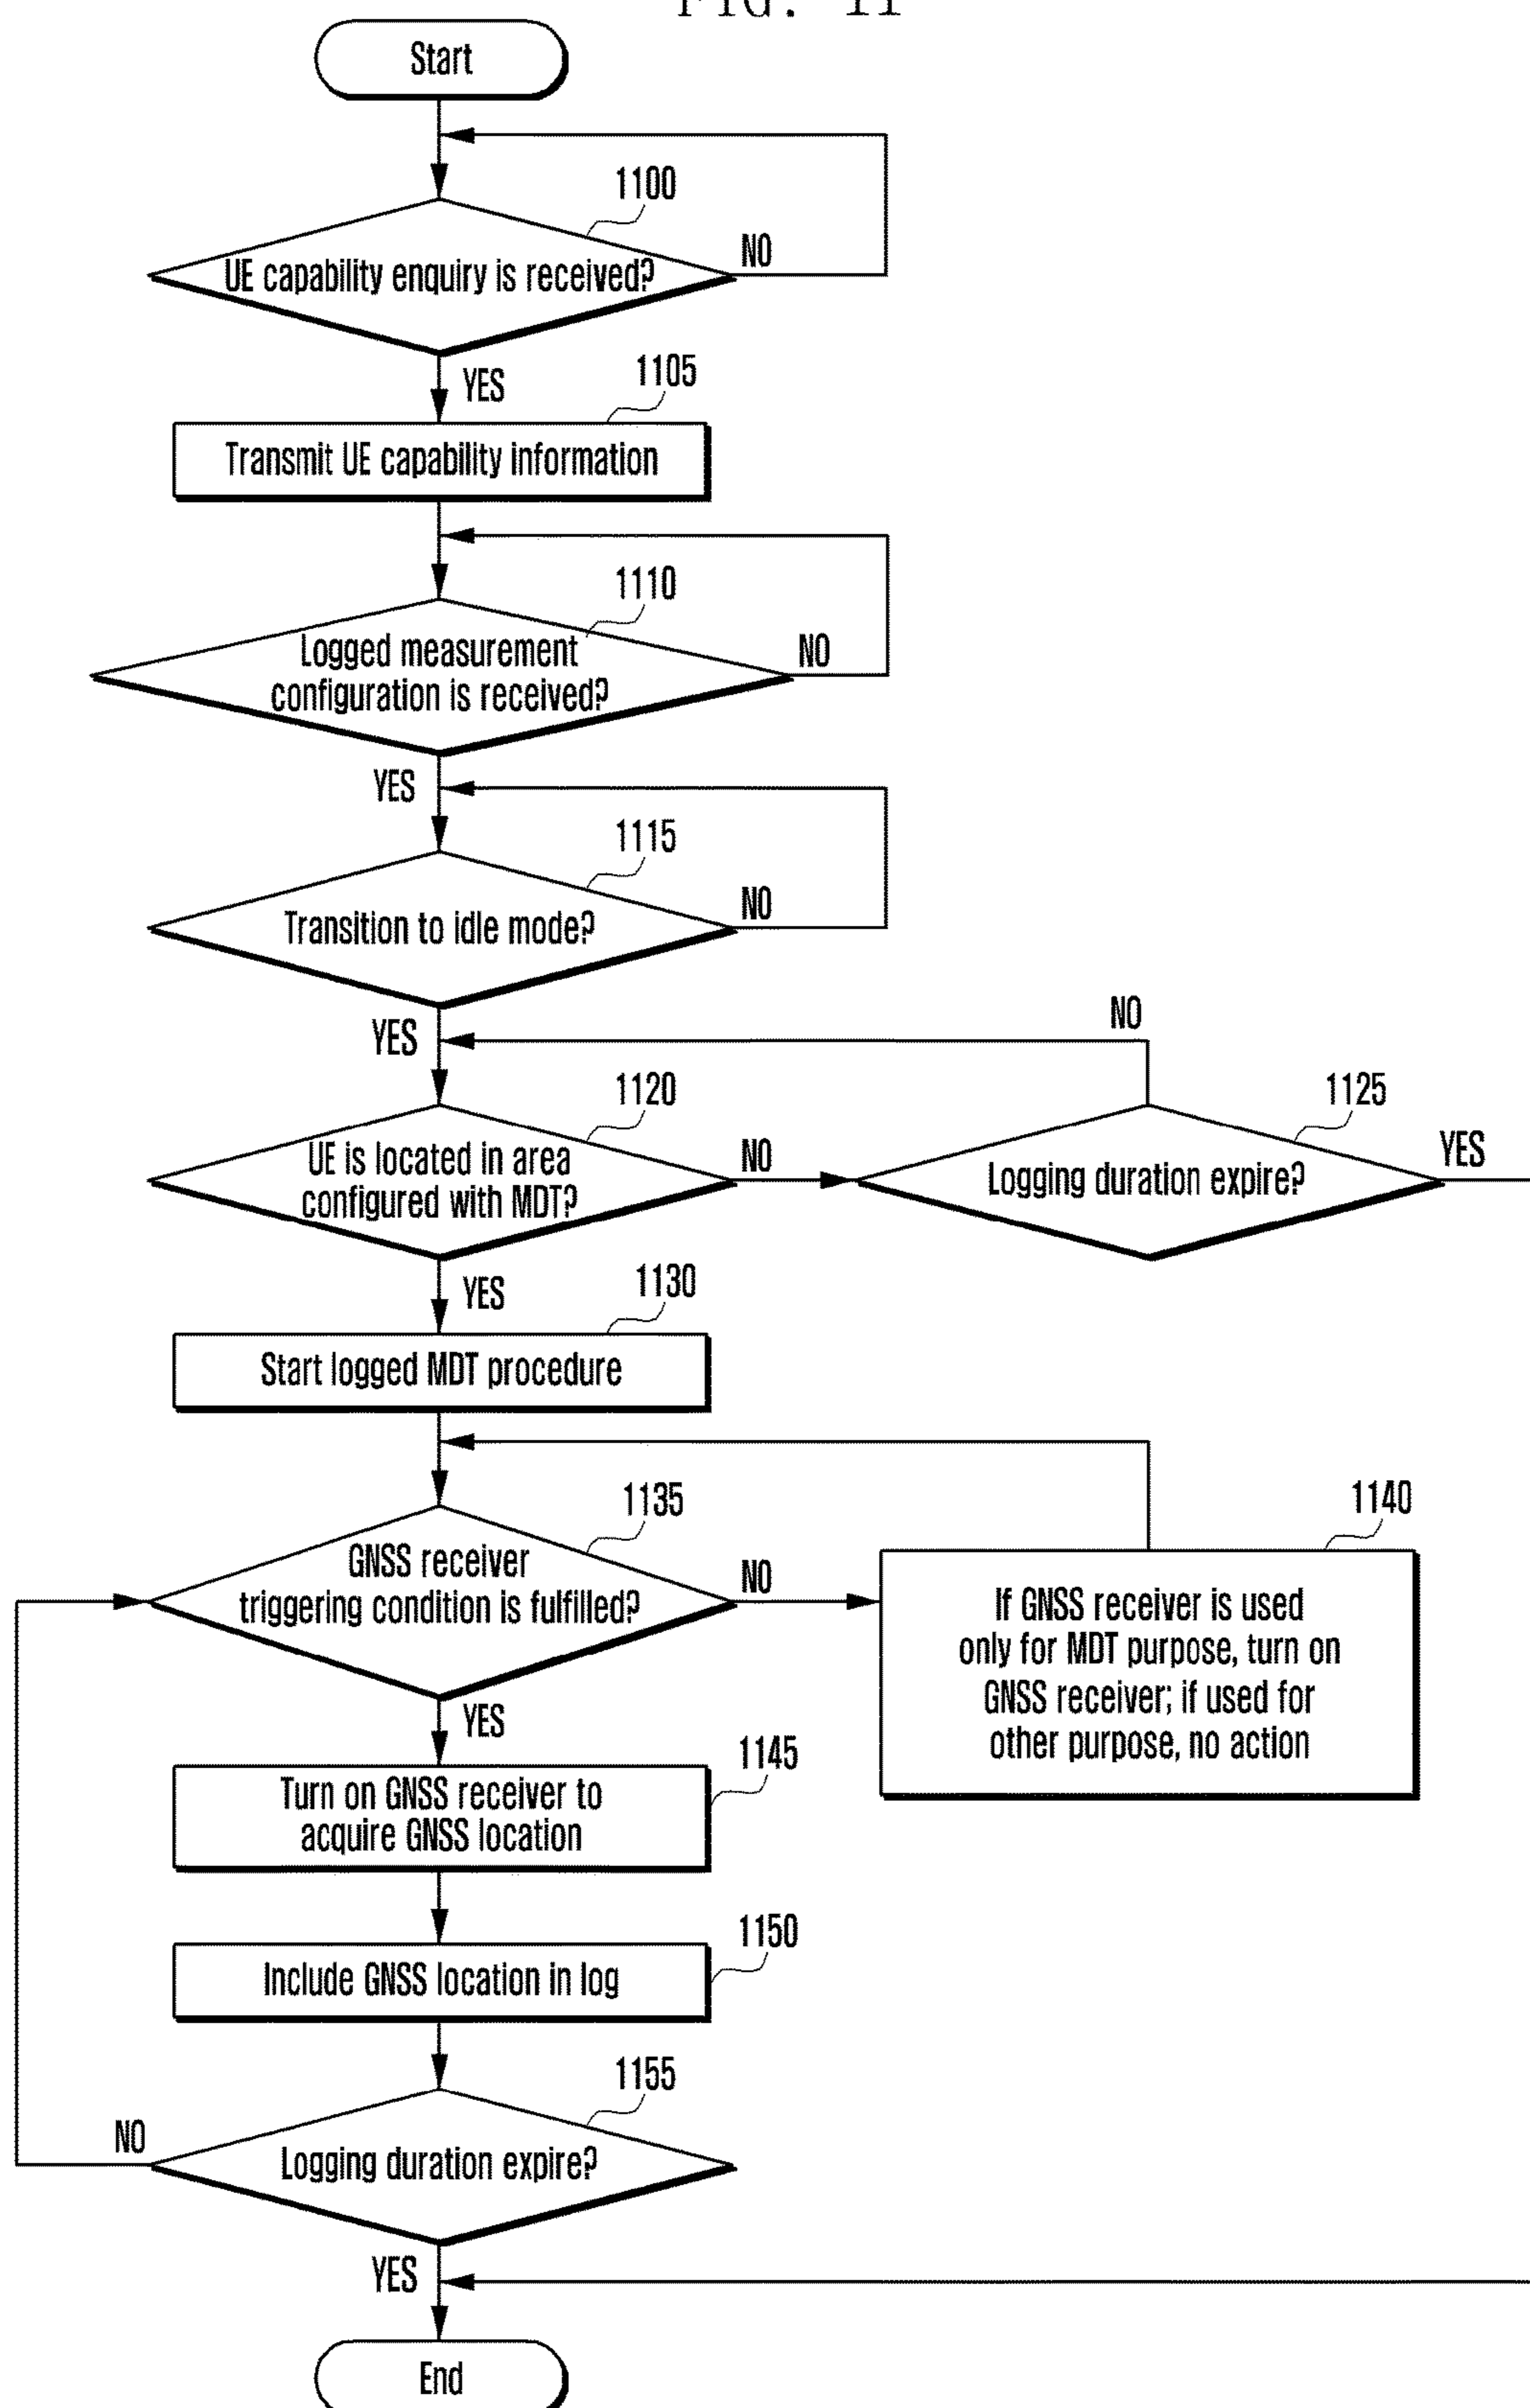 FIG. 11
Start
1100
UE capability enquiry is received?
NO
YES
1105
Transmit UE capability information
1110
Logged measurement
configuration is received?
NO
YES
1115
Transition to idle mode?
NO
YES
NO
1120
UE is located in area
configured with MDT?
NO
1125
Logging duration expire?
YES
YES
1130
Start logged MDT procedure
1135
GNSS receiver
triggering condition is fulfilled?
NO
1140
If GNSS receiver is used
only for MDT purpose, turn on
GNSS receiver; if used for
other purpose, no action
YES
1145
Turn on GNSS receiver to
acquire GNSS location
1150
Include GNSS location in log
1155
Logging duration expire?
NO
YES
End